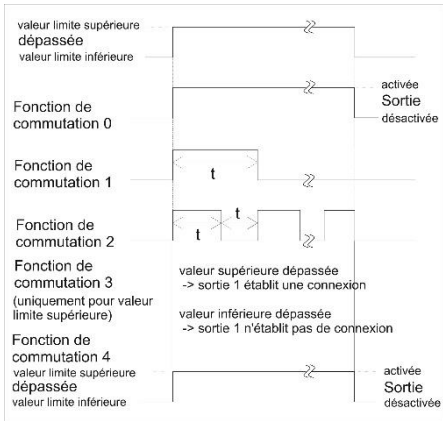 valeur limite supérieure
dépassée
valeur limite inférieure
activée
Fonction de
commutation 0
Sortie
désactivée
Fonction de
commutation 1
t
Fonction de
commutation 2
t
t
Fonction de
commutation 3
(uniquement pour valeur
limite supérieure)
valeur supérieure dépassée
-> sortie 1 établit une connexion
valeur inférieure dépassée
-> sortie 1 n'établit pas de connexion
Fonction de
commutation 4
valeur limite supérieure
dépassée
valeur limite inférieure
activée
Sortie
désactivée